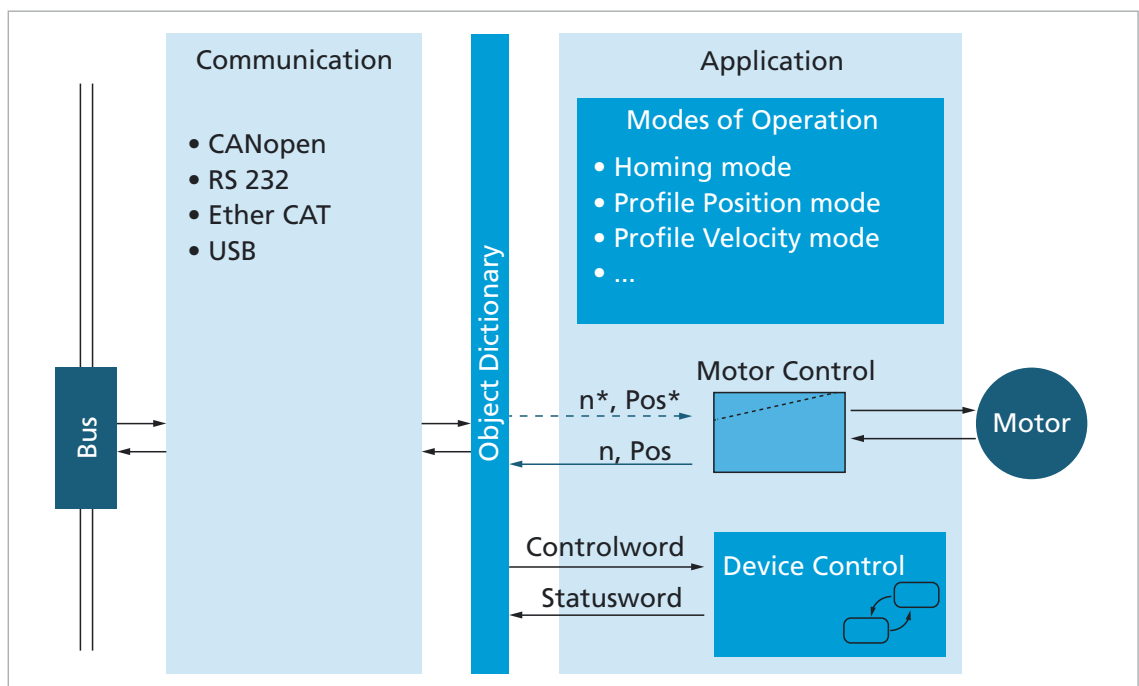 Communication
• CANopen
• RS 232
• Ether CAT
• USB
Bus
Object Dictionary
Application
Modes of Operation
• Homing mode
• Profile Position mode
• Profile Velocity mode
• ...
Motor Control
n*, Pos*
n, Pos
Motor
Controlword
Statusword
Device Control